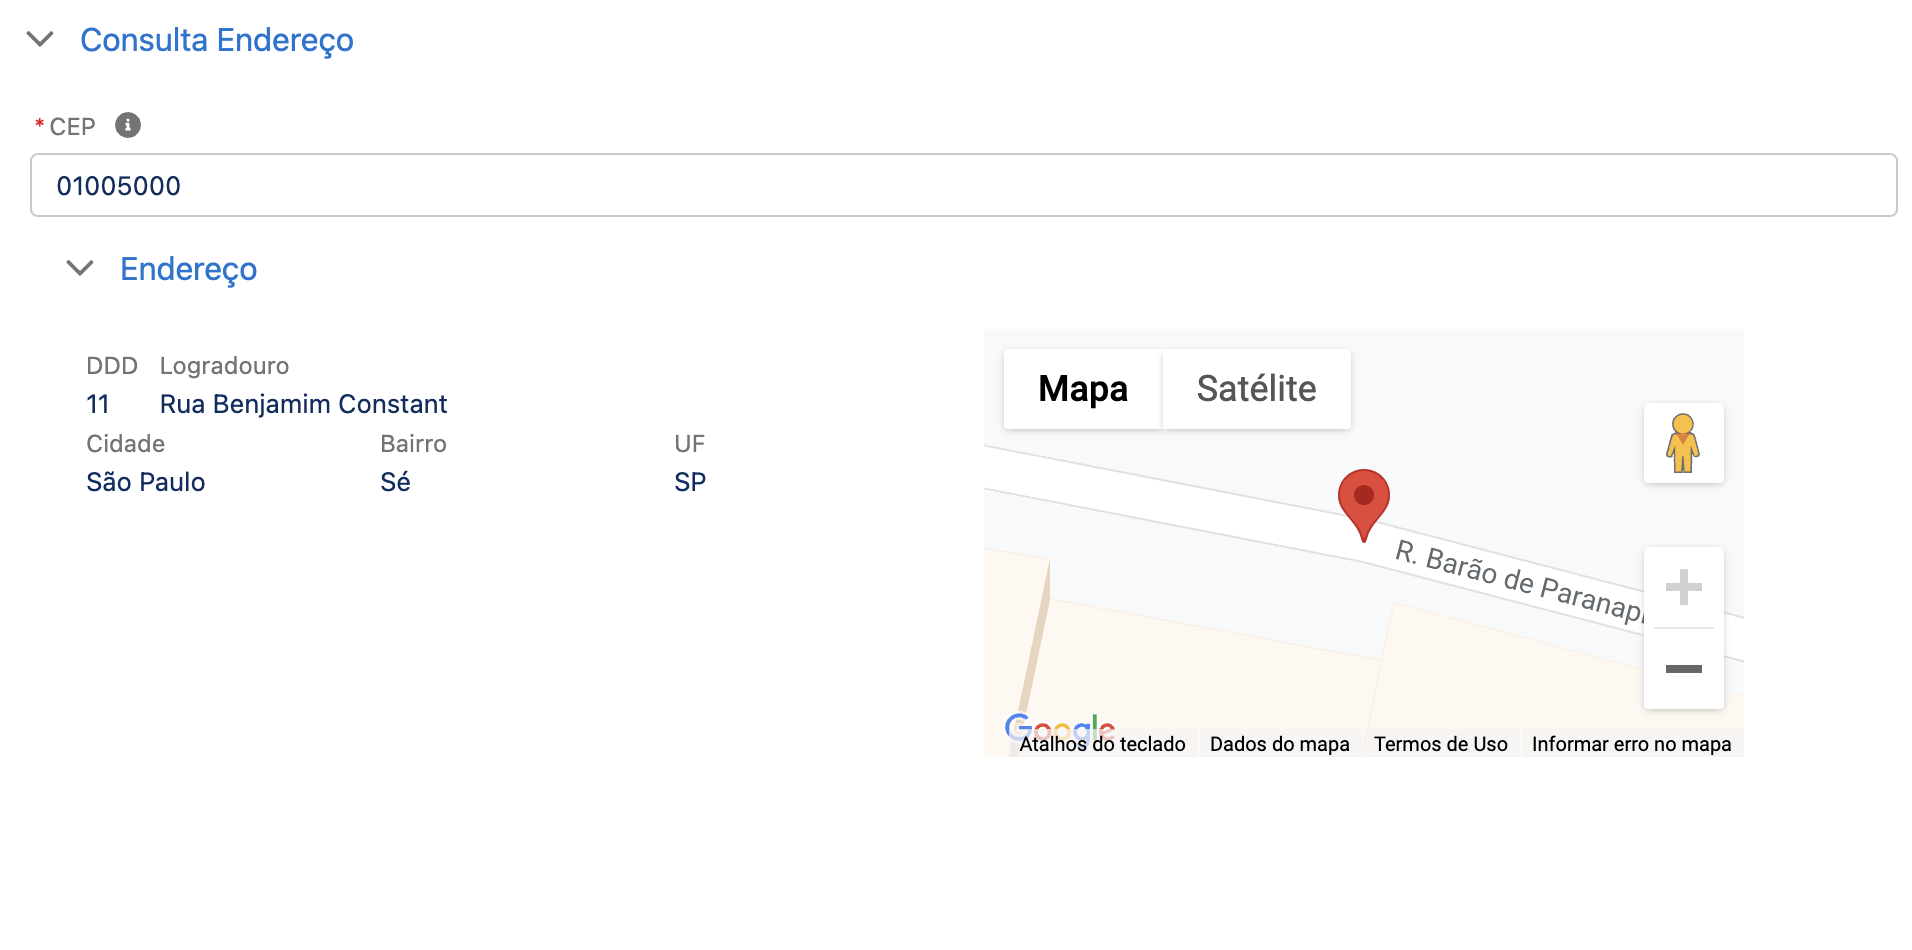 Consulta Endereço
* CEP
01005000
Endereço
DDD Logradouro
11 Rua Benjamim Constant
Cidade Bairro UF
São Paulo Sé SP
Mapa Satélite
R. Barão de Paranapi
Google
Atalhos do teclado Dados do mapa Termos de Uso Informar erro no mapa